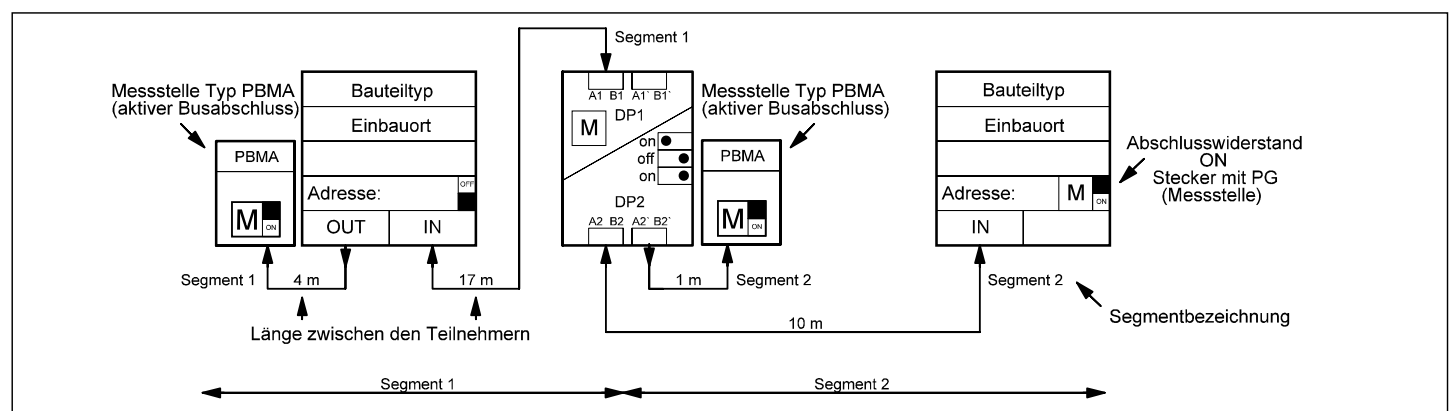 Segment 1
Messstelle Typ PBMA
(aktiver Busabschluss)
PBMA
M
ON
Bauteiltyp
Einbauort
Adresse:
OFF
OUT
IN
A1 B1 A1` B1`
DP1
M
on
off
on
DP2
A2 B2 A2` B2`
Messstelle Typ PBMA
(aktiver Busabschluss)
PBMA
M
ON
Bauteiltyp
Einbauort
Adresse:
M
ON
IN
Abschlusswiderstand
ON
Stecker mit PG
(Messstelle)
Segment 1
4 m
17 m
1 m
Segment 2
Segment 2
10 m
Länge zwischen den Teilnehmern
Segmentbezeichnung
Segment 1
Segment 2